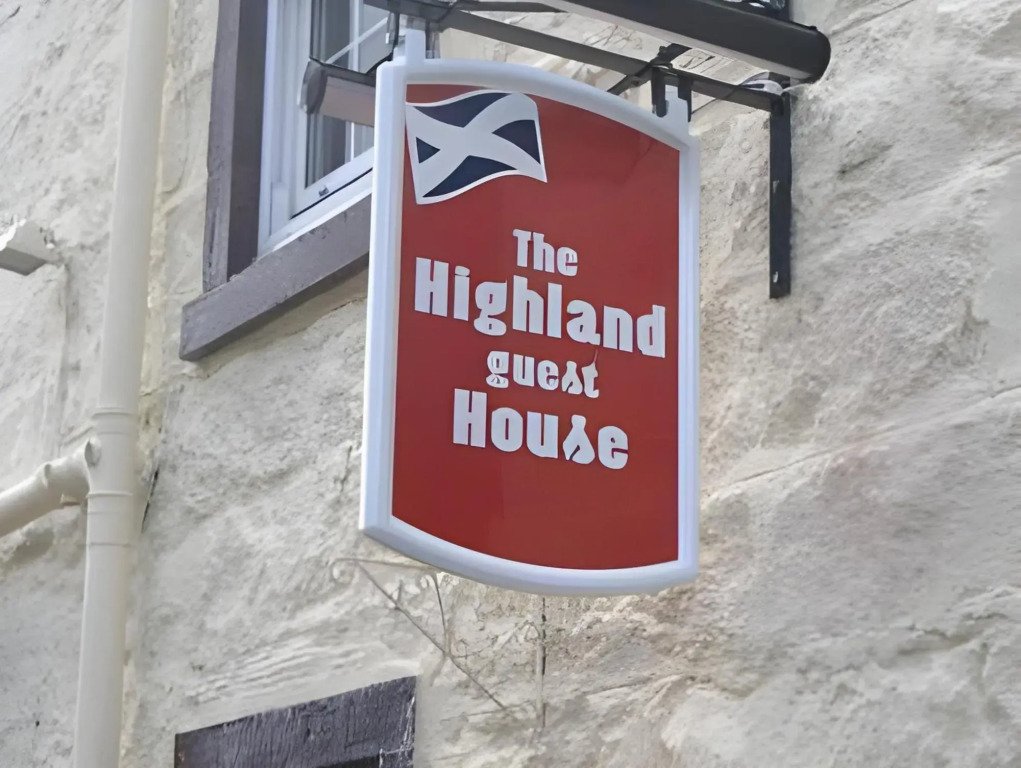 The
Highland
guest
House